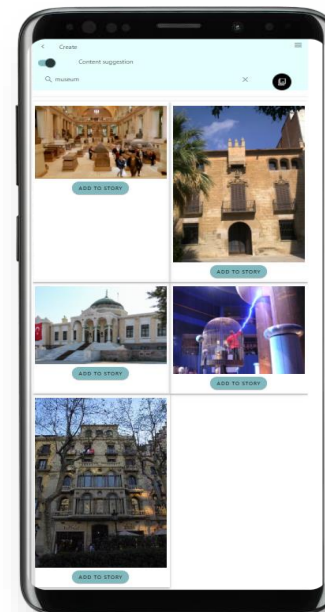 Create
Content suggestion
museum
ADD TO STORY
ADD TO STORY
ADD TO STORY
ADD TO STORY
ADD TO STORY